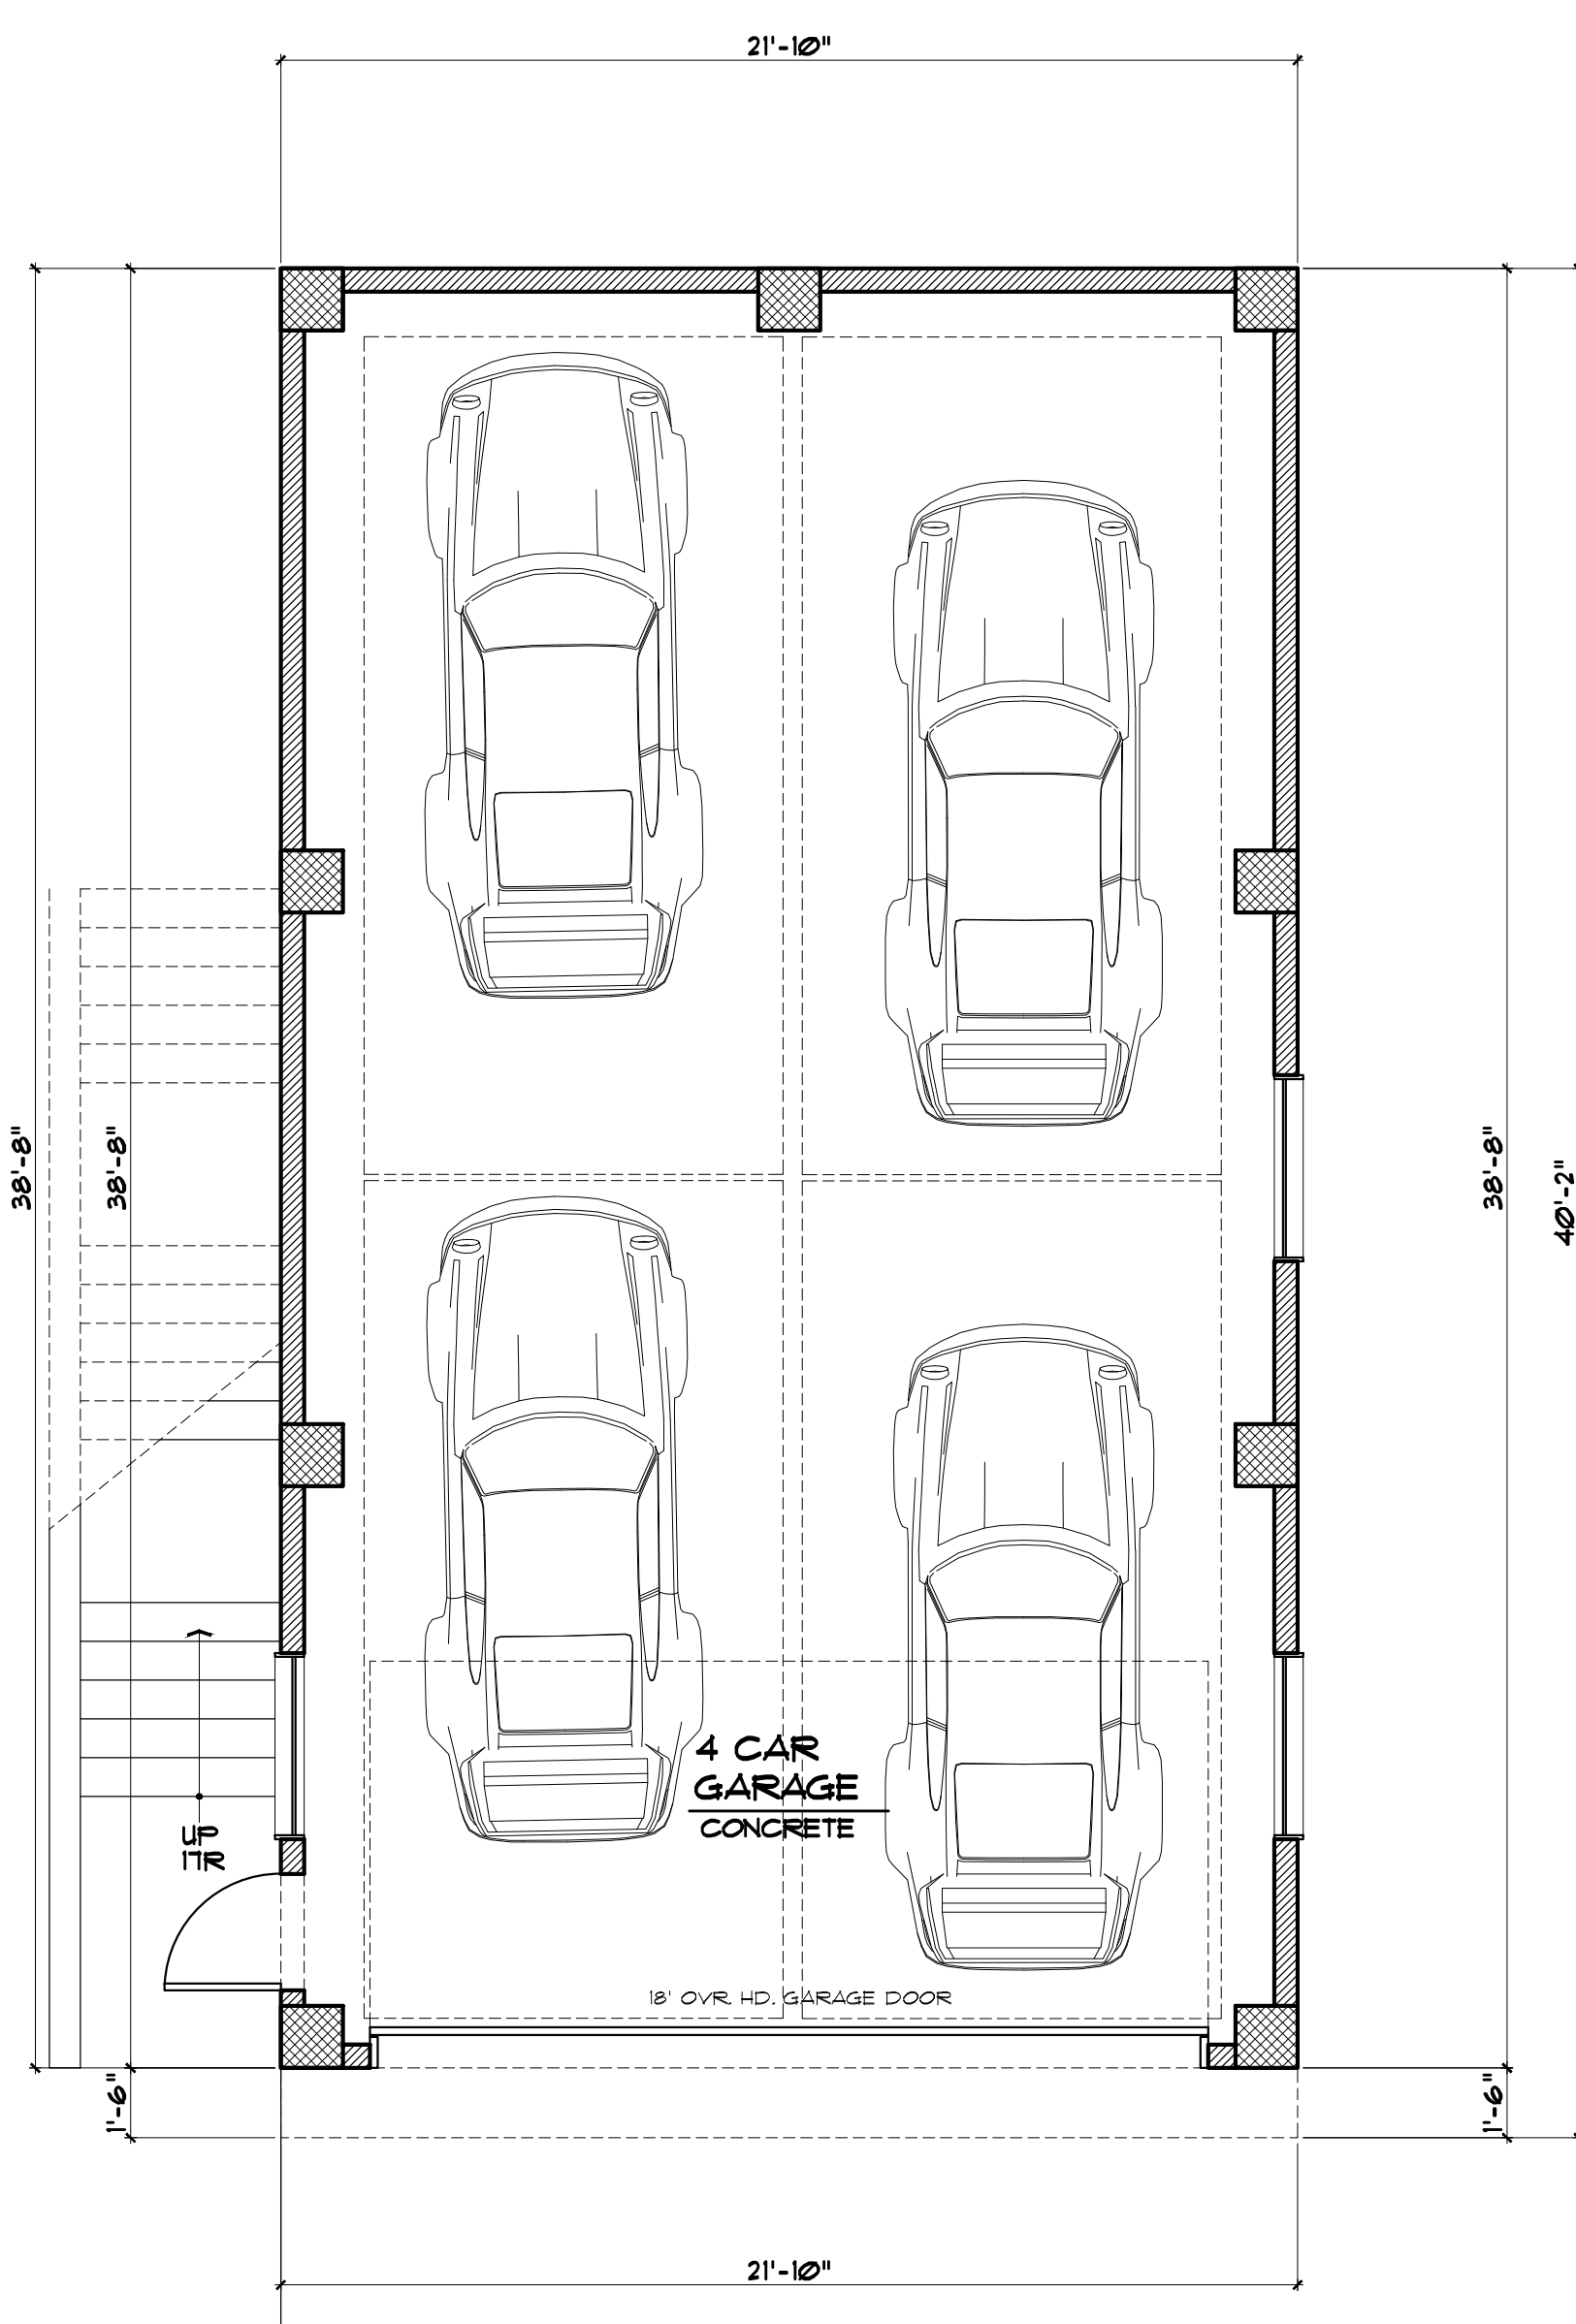 21'-10"
38'-8"
38'-8"
38'-8"
40'-2"
4 CAR
GARAGE
CONCRETE
UP
17R
18' OVR. HD. GARAGE DOOR
1'-6"
1'-6"
21'-10"